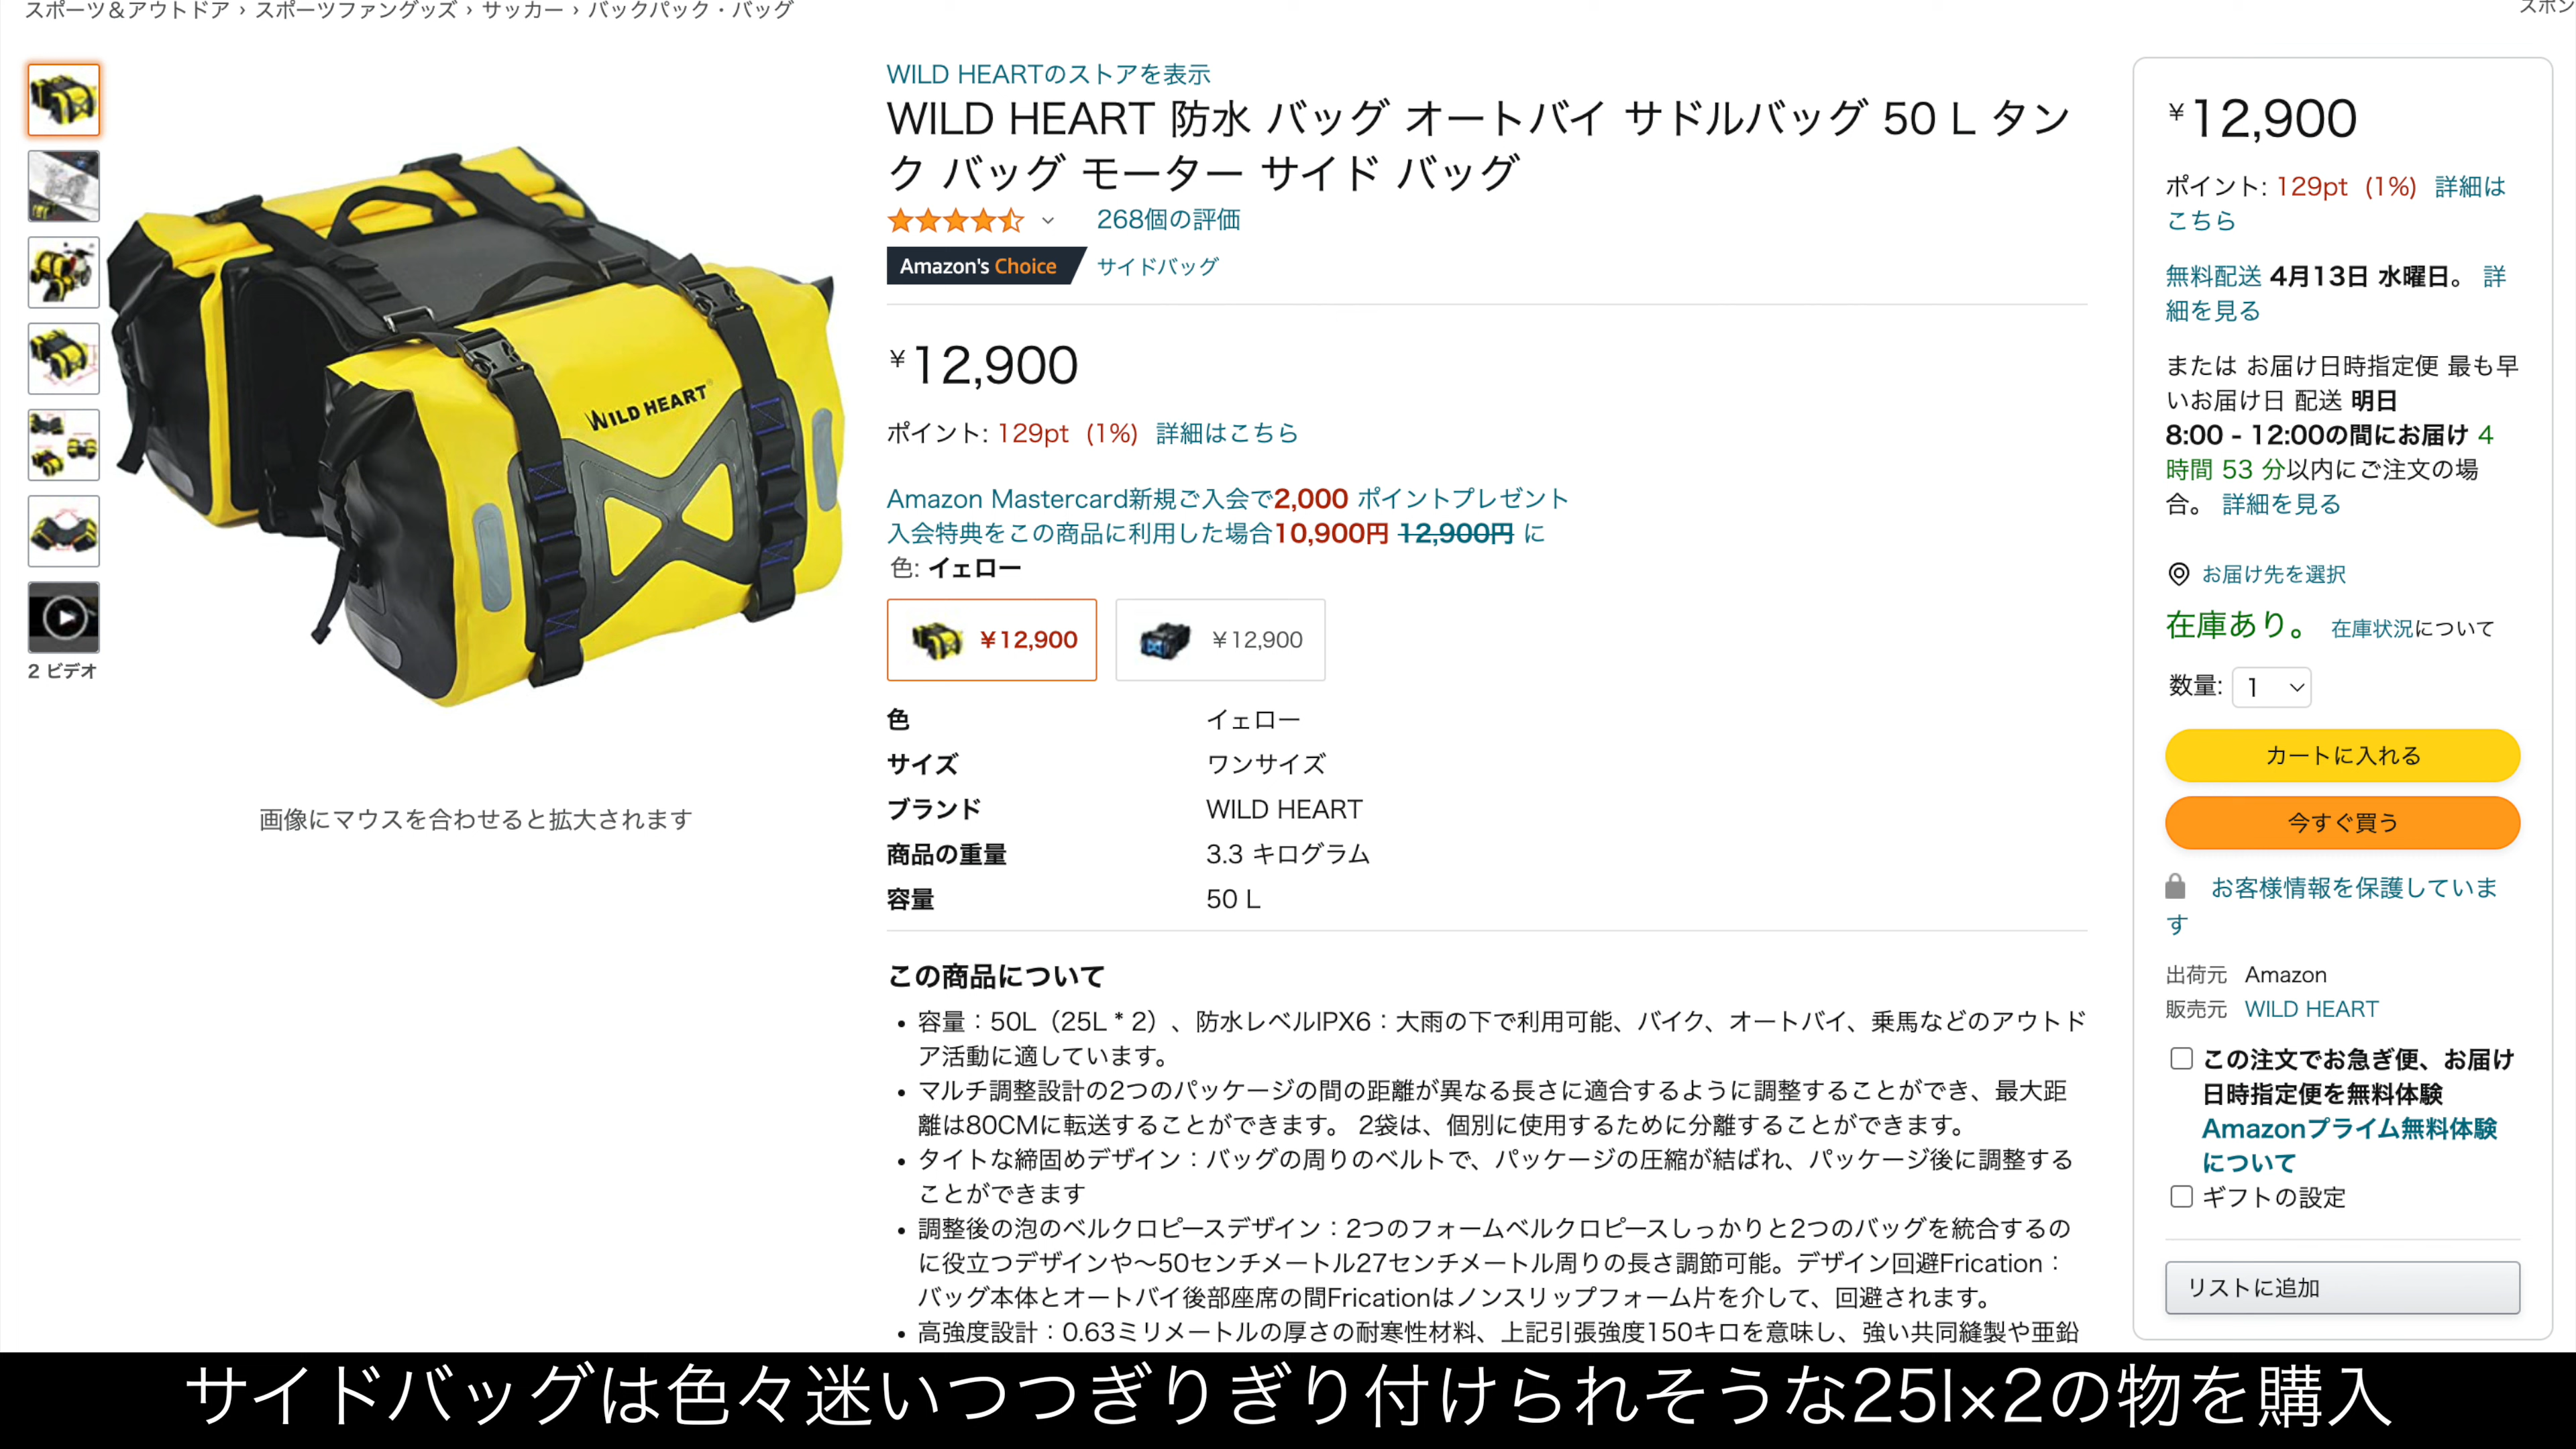 スポーツ＆アウトドア › スポーツファングッズ › サッカー › バックパック・バッグ
スポン
2 ビデオ
WILD HEART
画像にマウスを合わせると拡大されます
WILD HEARTのストアを表示
WILD HEART 防水 バッグ オートバイ サドルバッグ 50 L タン
ク バッグ モーター サイド バッグ
268個の評価
Amazon's Choice サイドバッグ
¥12,900
ポイント: 129pt (1%) 詳細はこちら
Amazon Mastercard新規ご入会で2,000 ポイントプレゼント
入会特典をこの商品に利用した場合10,900円 12,900円 に
色: イェロー
¥12,900 ¥12,900
色 イェロー
サイズ ワンサイズ
ブランド WILD HEART
商品の重量 3.3 キログラム
容量 50 L
この商品について
• 容量：50L（25L * 2）、防水レベルIPX6：大雨の下で利用可能、バイク、オートバイ、乗馬などのアウトド
ア活動に適しています。
• マルチ調整設計の2つのパッケージの間の距離が異なる長さに適合するように調整することができ、最大距
離は80CMに転送することができます。 2袋は、個別に使用するために分離することができます。
• タイトな締固めデザイン：バッグの周りのベルトで、パッケージの圧縮が結ばれ、パッケージ後に調整する
ことができます
• 調整後の泡のベルクロピースデザイン：2つのフォームベルクロピースしっかりと2つのバッグを統合するの
に役立つデザインや〜50センチメートル27センチメートル周りの長さ調節可能。デザイン回避Frication：
バッグ本体とオートバイ後部座席の間Fricationはノンスリップフォーム片を介して、回避されます。
• 高強度設計：0.63ミリメートルの厚さの耐寒性材料、上記引張強度150キロを意味し、強い共同縫製や亜鉛
¥12,900
ポイント: 129pt (1%) 詳細は
こちら
無料配送 4月13日 水曜日。 詳
細を見る
または お届け日時指定便 最も早
いお届け日 配送 明日
8:00 - 12:00の間にお届け 4
時間 53 分以内にご注文の場
合。 詳細を見る
お届け先を選択
在庫あり。 在庫状況について
数量: 1
カートに入れる
今すぐ買う
お客様情報を保護していま
す
出荷元 Amazon
販売元 WILD HEART
この注文でお急ぎ便、お届け
日時指定便を無料体験
Amazonプライム無料体験
について
ギフトの設定
リストに追加
サイドバッグは色々迷いつつぎりぎり付けられそうな25l×2の物を購入